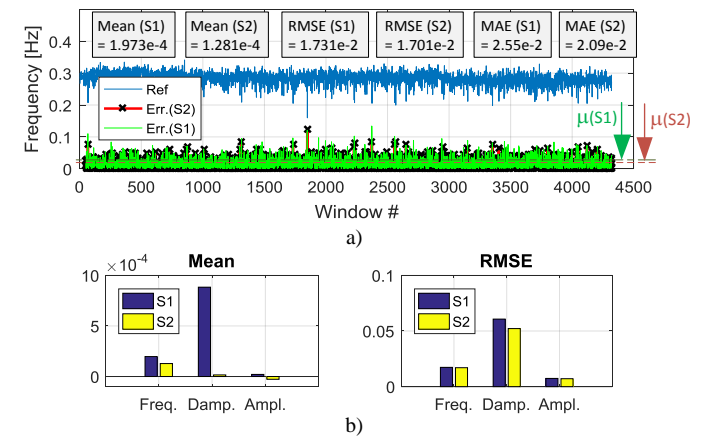 Mean (S1)
= 1.973e-4
Mean (S2)
= 1.281e-4
RMSE (S1)
= 1.731e-2
RMSE (S2)
= 1.701e-2
MAE (S1)
= 2.55e-2
MAE (S2)
= 2.09e-2
Frequency [Hz]
0.4
0.3
0.2
0.1
0
Ref
Err.(S2)
Err.(S1)
μ(S1)
μ(S2)
0 500 1000 1500 2000 2500 3000 3500 4000 4500
Window #
a)
Mean
×10⁻⁴
10
5
0
S1
S2
Freq. Damp. Ampl.
RMSE
0.1
0.05
0
S1
S2
Freq. Damp. Ampl.
b)